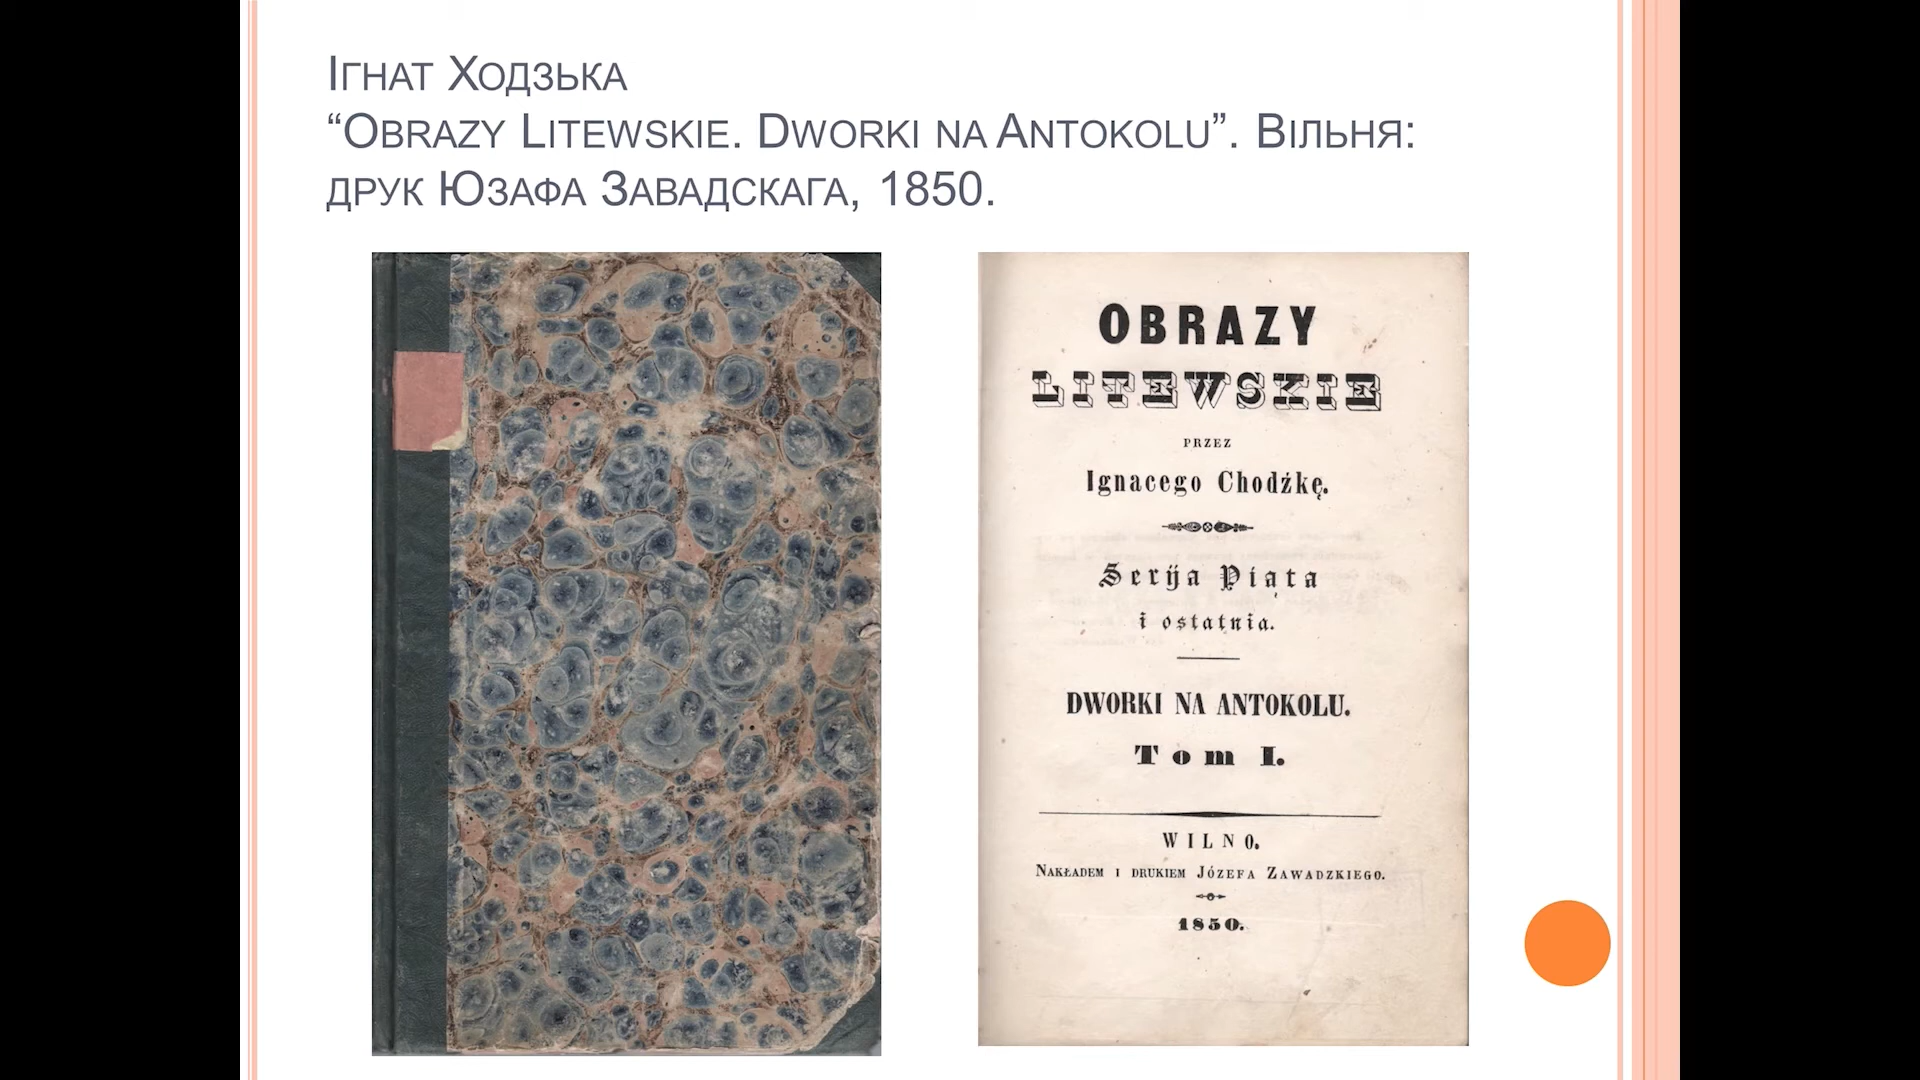 Ігнат Ходзька
“Obrazy Litewskie. Dworki na Antokolu”. Вільня:
друк Юзафа Завадскага, 1850.
OBRAZY
LITEWSKIE
PRZEZ
Ignacego Chodźkę.
Serija Piąta
i ostatnia.
DWORKI NA ANTOKOLU.
Tom I.
WILNO.
Nakładem i drukiem Józefa Zawadzkiego.
1850.